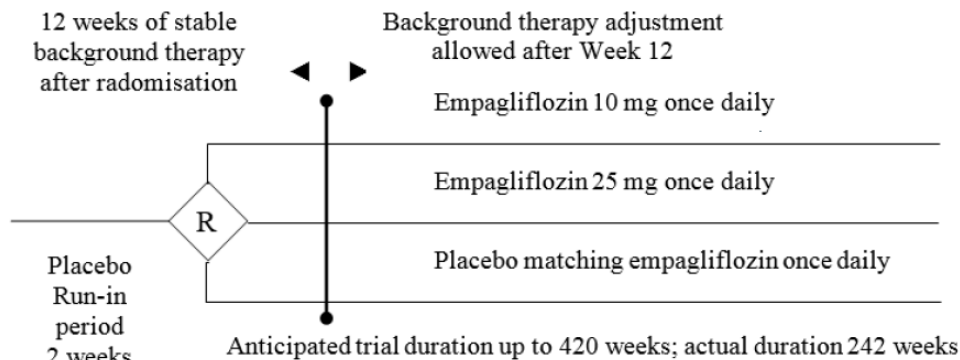 12 weeks of stable
background therapy
after radomisation
Background therapy adjustment
allowed after Week 12
Empagliflozin 10 mg once daily
Empagliflozin 25 mg once daily
R
Placebo matching empagliflozin once daily
Placebo
Run-in
period
2 weeks
Anticipated trial duration up to 420 weeks; actual duration 242 weeks